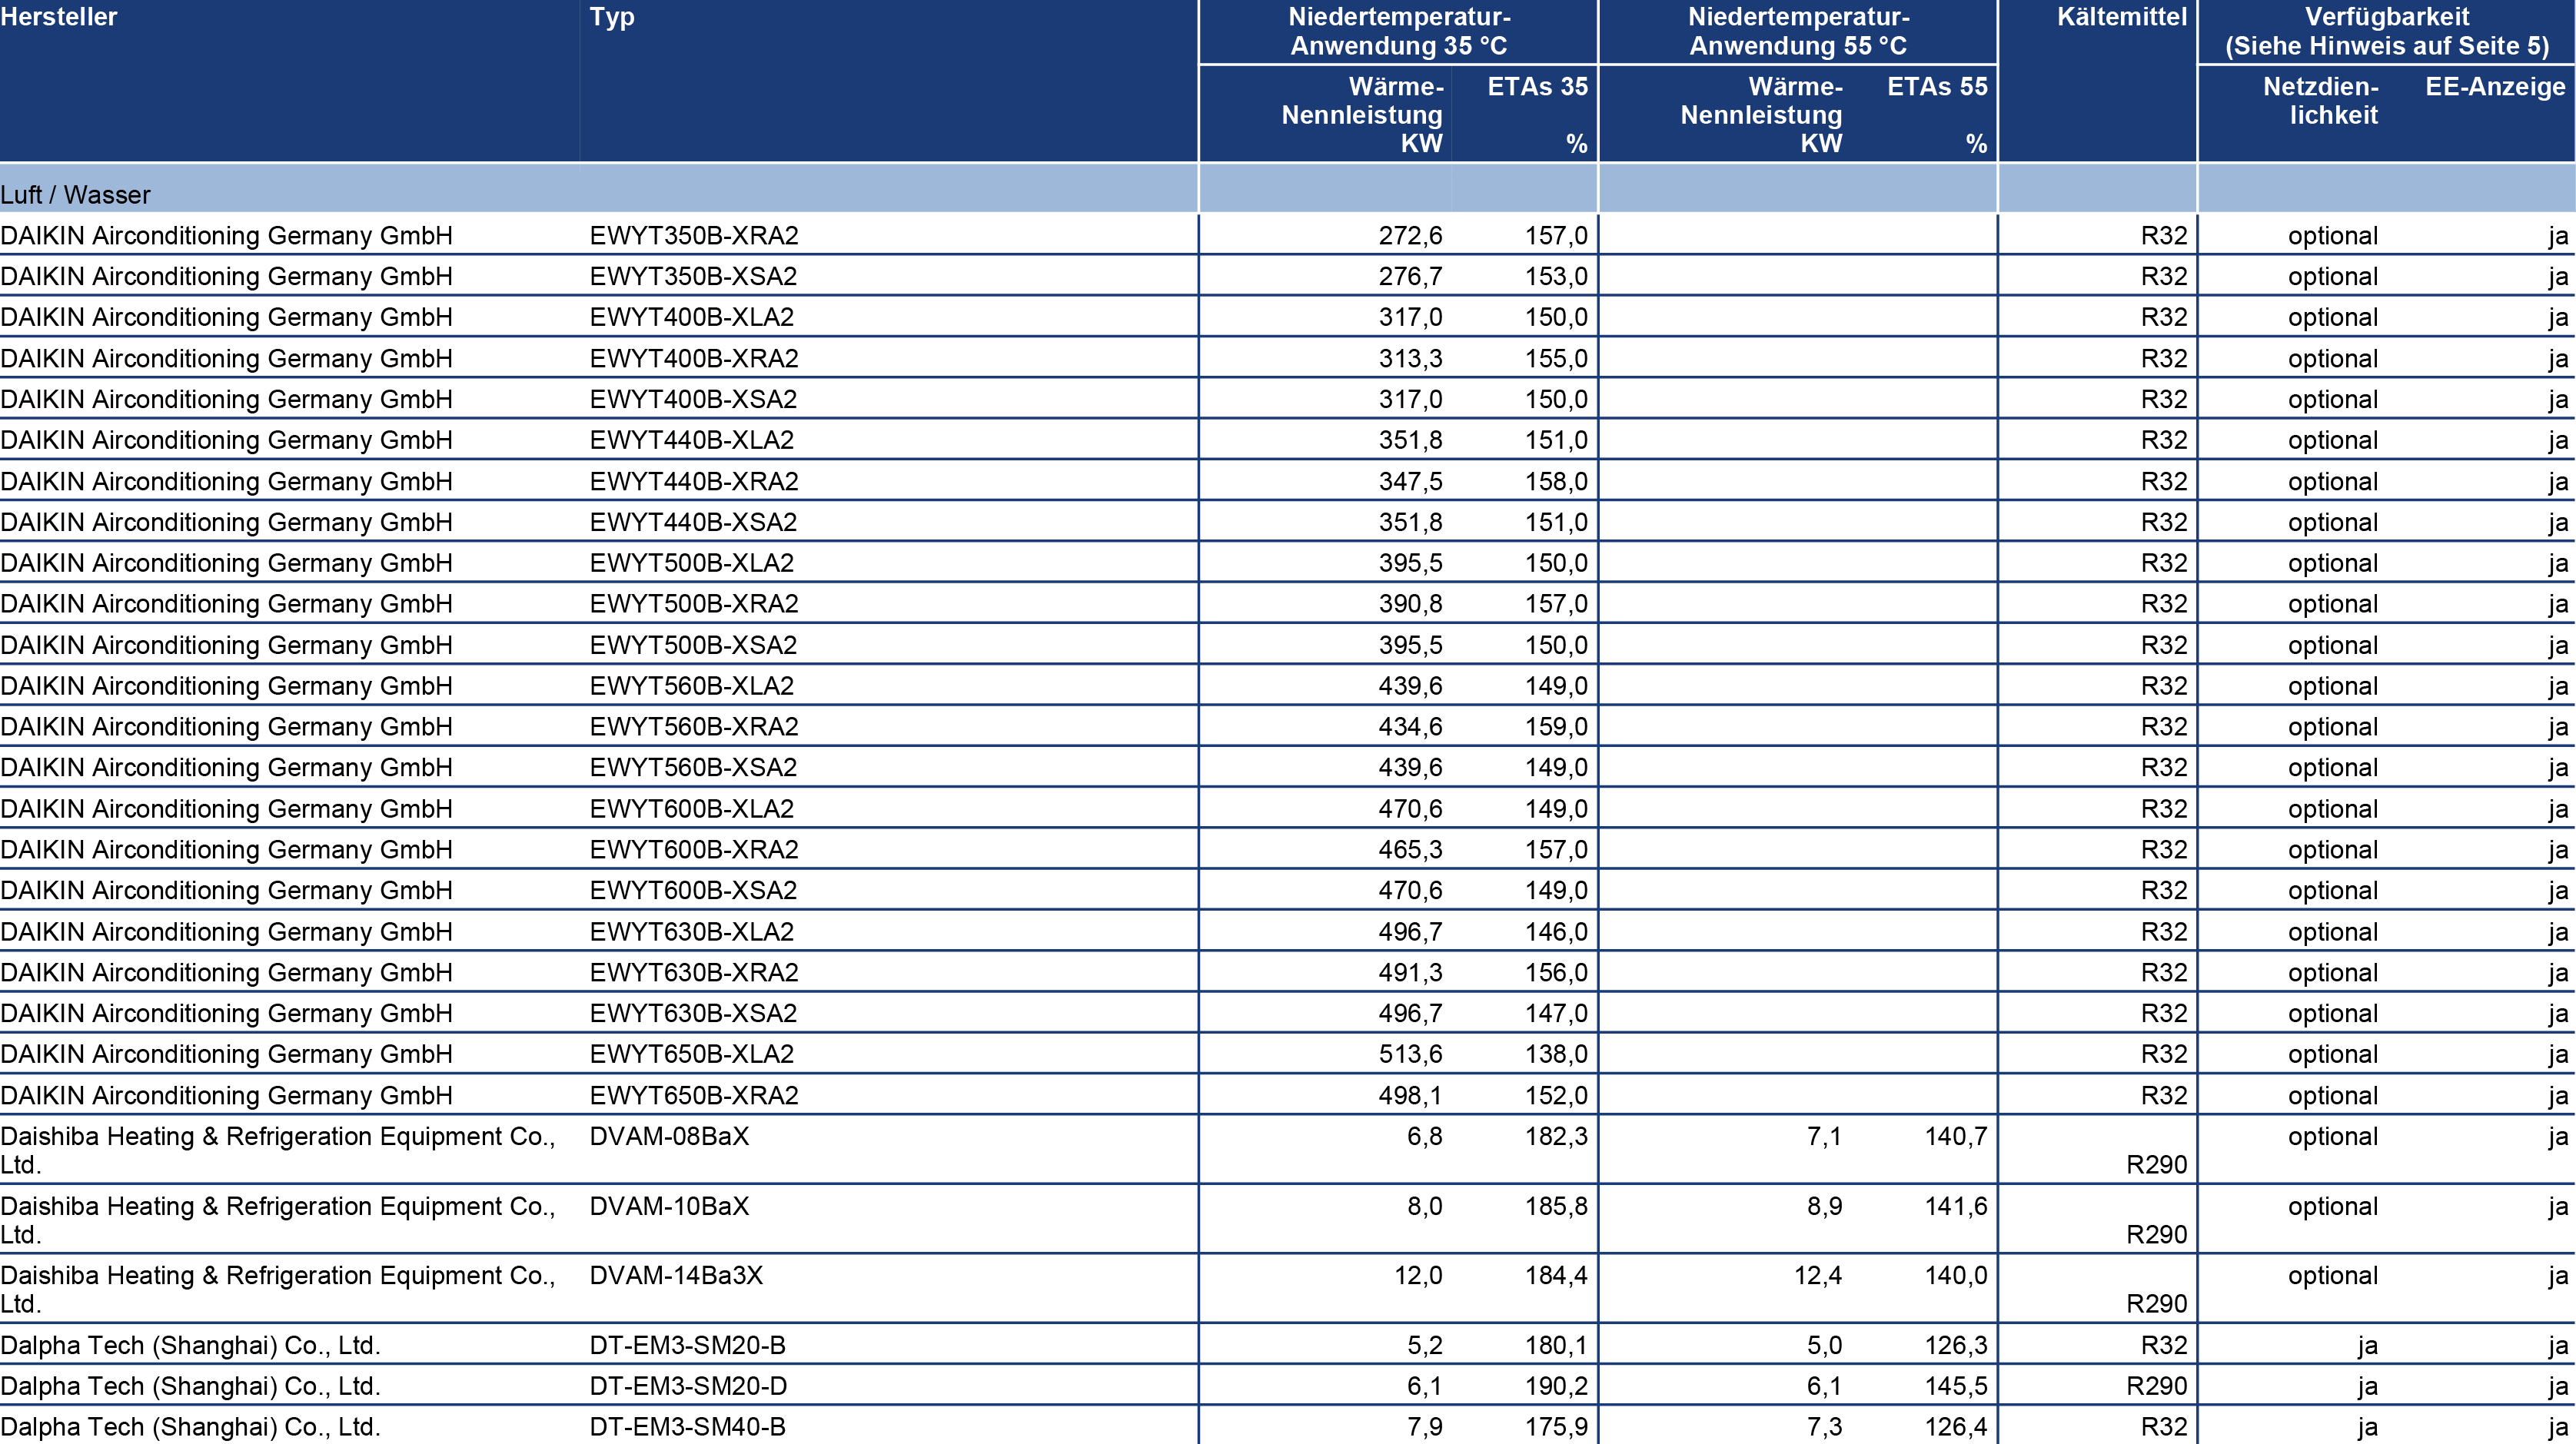 Hersteller Typ Niedertemperatur- Niedertemperatur- Kältemittel Verfügbarkeit
Anwendung 35 °C Anwendung 55 °C (Siehe Hinweis auf Seite 5)
Wärme- ETAs 35 Wärme- ETAs 55 Netzdien- EE-Anzeige
Nennleistung Nennleistung lichkeit
KW % KW %
Luft / Wasser
DAIKIN Airconditioning Germany GmbH EWYT350B-XRA2 272,6 157,0 R32 optional ja
DAIKIN Airconditioning Germany GmbH EWYT350B-XSA2 276,7 153,0 R32 optional ja
DAIKIN Airconditioning Germany GmbH EWYT400B-XLA2 317,0 150,0 R32 optional ja
DAIKIN Airconditioning Germany GmbH EWYT400B-XRA2 313,3 155,0 R32 optional ja
DAIKIN Airconditioning Germany GmbH EWYT400B-XSA2 317,0 150,0 R32 optional ja
DAIKIN Airconditioning Germany GmbH EWYT440B-XLA2 351,8 151,0 R32 optional ja
DAIKIN Airconditioning Germany GmbH EWYT440B-XRA2 347,5 158,0 R32 optional ja
DAIKIN Airconditioning Germany GmbH EWYT440B-XSA2 351,8 151,0 R32 optional ja
DAIKIN Airconditioning Germany GmbH EWYT500B-XLA2 395,5 150,0 R32 optional ja
DAIKIN Airconditioning Germany GmbH EWYT500B-XRA2 390,8 157,0 R32 optional ja
DAIKIN Airconditioning Germany GmbH EWYT500B-XSA2 395,5 150,0 R32 optional ja
DAIKIN Airconditioning Germany GmbH EWYT560B-XLA2 439,6 149,0 R32 optional ja
DAIKIN Airconditioning Germany GmbH EWYT560B-XRA2 434,6 159,0 R32 optional ja
DAIKIN Airconditioning Germany GmbH EWYT560B-XSA2 439,6 149,0 R32 optional ja
DAIKIN Airconditioning Germany GmbH EWYT600B-XLA2 470,6 149,0 R32 optional ja
DAIKIN Airconditioning Germany GmbH EWYT600B-XRA2 465,3 157,0 R32 optional ja
DAIKIN Airconditioning Germany GmbH EWYT600B-XSA2 470,6 149,0 R32 optional ja
DAIKIN Airconditioning Germany GmbH EWYT630B-XLA2 496,7 146,0 R32 optional ja
DAIKIN Airconditioning Germany GmbH EWYT630B-XRA2 491,3 156,0 R32 optional ja
DAIKIN Airconditioning Germany GmbH EWYT630B-XSA2 496,7 147,0 R32 optional ja
DAIKIN Airconditioning Germany GmbH EWYT650B-XLA2 513,6 138,0 R32 optional ja
DAIKIN Airconditioning Germany GmbH EWYT650B-XRA2 498,1 152,0 R32 optional ja
Daishiba Heating & Refrigeration Equipment Co., DVAM-08BaX 6,8 182,3 7,1 140,7 optional ja
Ltd. R290
Daishiba Heating & Refrigeration Equipment Co., DVAM-10BaX 8,0 185,8 8,9 141,6 optional ja
Ltd. R290
Daishiba Heating & Refrigeration Equipment Co., DVAM-14Ba3X 12,0 184,4 12,4 140,0 optional ja
Ltd. R290
Dalpha Tech (Shanghai) Co., Ltd. DT-EM3-SM20-B 5,2 180,1 5,0 126,3 R32 ja ja
Dalpha Tech (Shanghai) Co., Ltd. DT-EM3-SM20-D 6,1 190,2 6,1 145,5 R290 ja ja
Dalpha Tech (Shanghai) Co., Ltd. DT-EM3-SM40-B 7,9 175,9 7,3 126,4 R32 ja ja